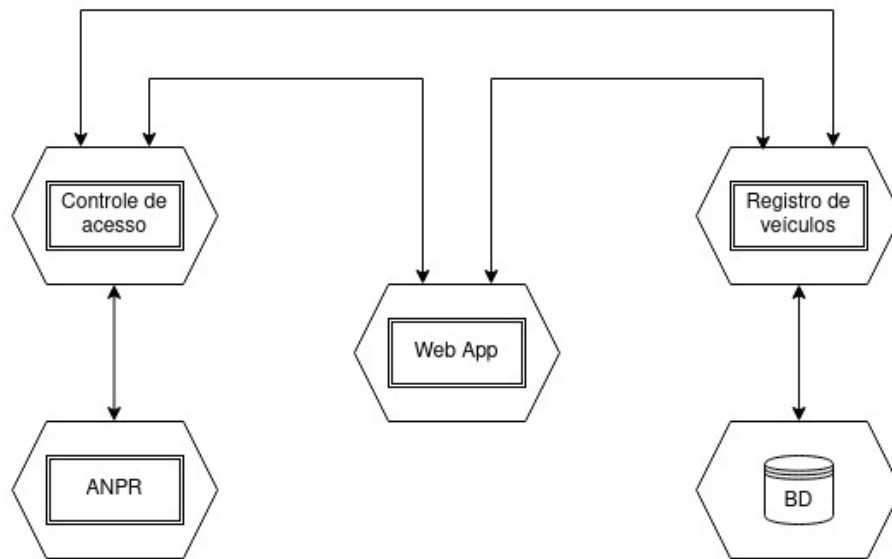 Controle de
acesso
Registro de
veículos
Web App
ANPR
BD